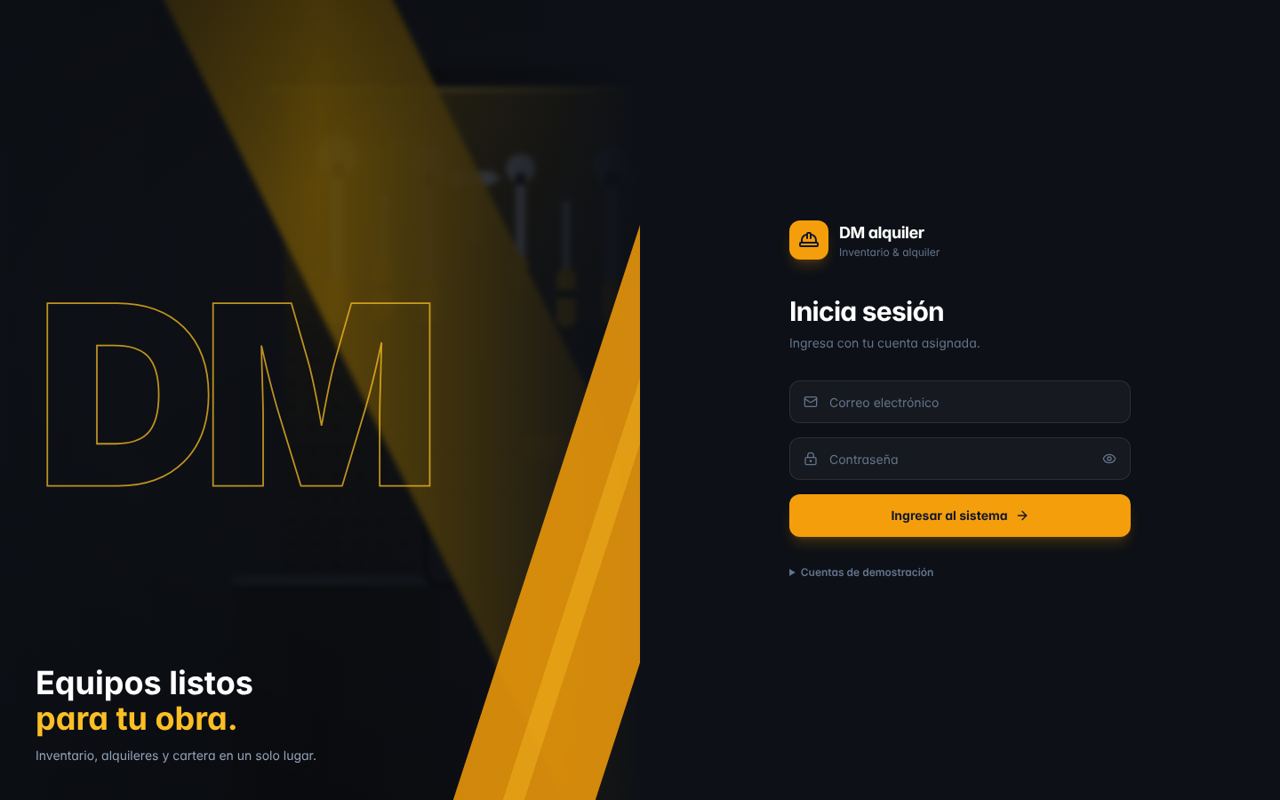 DM
Equipos listos
para tu obra.
Inventario, alquileres y cartera en un solo lugar.
DM alquiler
Inventario & alquiler
Inicia sesión
Ingresa con tu cuenta asignada.
Correo electrónico
Contraseña
Ingresar al sistema
Cuentas de demostración